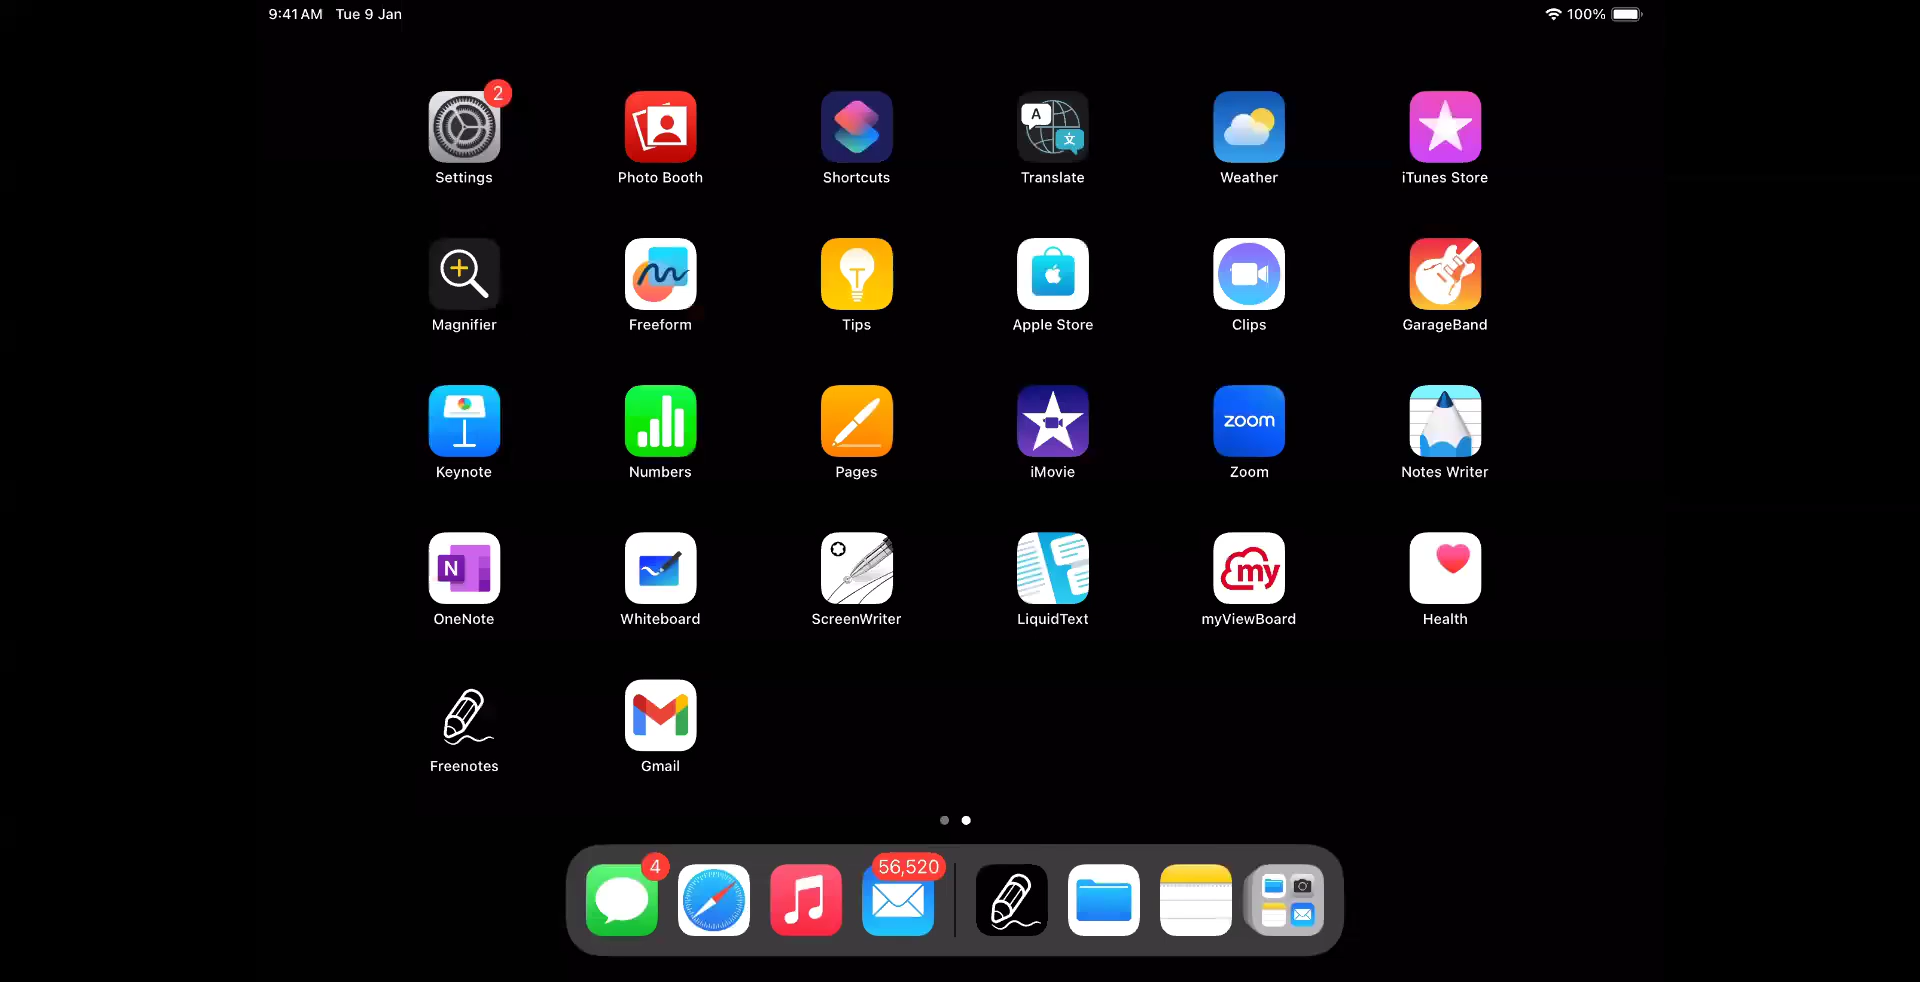 9:41 AM Tue 9 Jan
100%
2
A
文
Settings
Photo Booth
Shortcuts
Translate
Weather
iTunes Store
Magnifier
Freeform
Tips
Apple Store
Clips
GarageBand
zoom
Keynote
Numbers
Pages
iMovie
Zoom
Notes Writer
N
my
OneNote
Whiteboard
ScreenWriter
LiquidText
myViewBoard
Health
Freenotes
Gmail
4
56,520